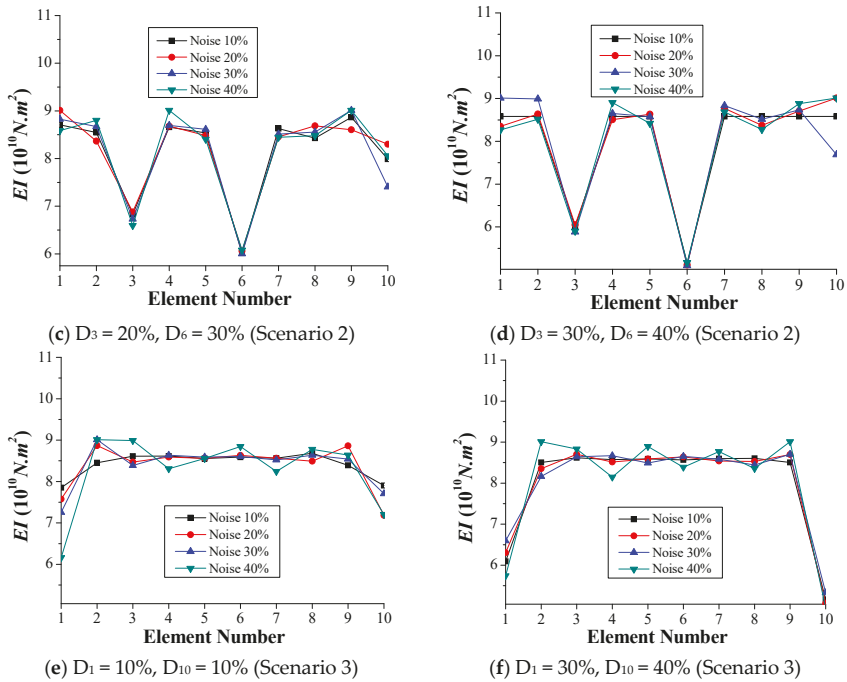 11
10
9
8
7
6
EI (10¹⁰ N.m²)
Noise 10%
Noise 20%
Noise 30%
Noise 40%
1 2 3 4 5 6 7 8 9 10
Element Number
(c) D₃ = 20%, D₆ = 30% (Scenario 2)
11
10
9
8
7
6
EI (10¹⁰ N.m²)
Noise 10%
Noise 20%
Noise 30%
Noise 40%
1 2 3 4 5 6 7 8 9 10
Element Number
(d) D₃ = 30%, D₆ = 40% (Scenario 2)
11
10
9
8
7
6
EI (10¹⁰ N.m²)
Noise 10%
Noise 20%
Noise 30%
Noise 40%
1 2 3 4 5 6 7 8 9 10
Element Number
(e) D₁ = 10%, D₁₀ = 10% (Scenario 3)
11
10
9
8
7
6
EI (10¹⁰ N.m²)
Noise 10%
Noise 20%
Noise 30%
Noise 40%
1 2 3 4 5 6 7 8 9 10
Element Number
(f) D₁ = 30%, D₁₀ = 40% (Scenario 3)